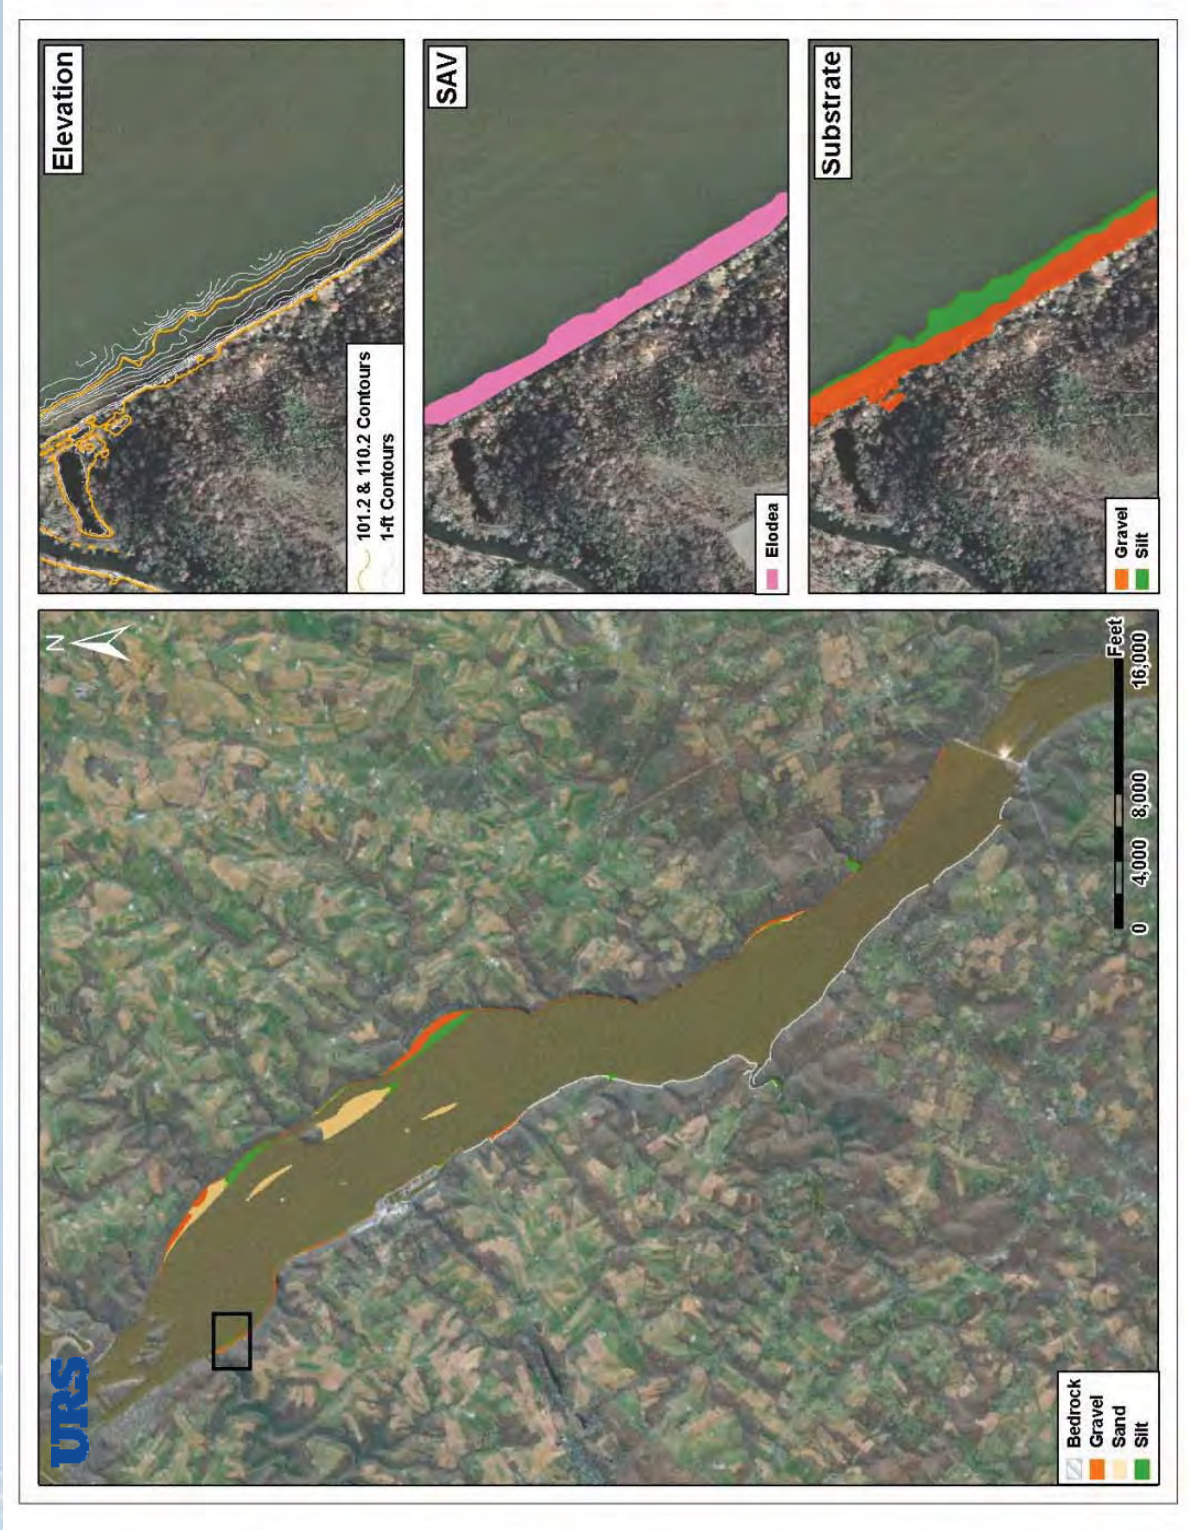 URS
N
0 4,000 8,000 16,000
Feet
Bedrock
Gravel
Sand
Silt
Elevation
101.2 & 110.2 Contours
1-ft Contours
SAV
Elodea
Substrate
Gravel
Silt